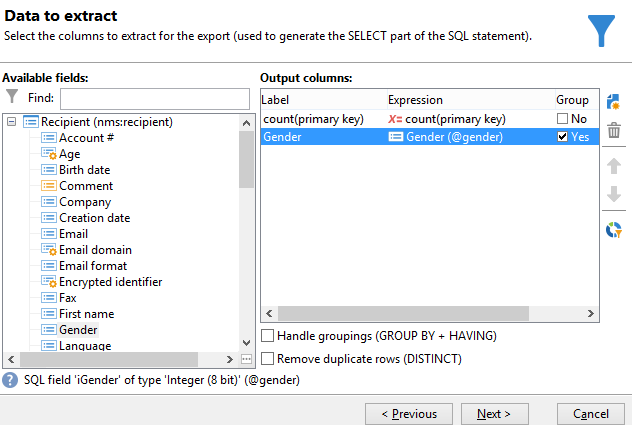 Data to extract
Select the columns to extract for the export (used to generate the SELECT part of the SQL statement).
Available fields:
Find:
Recipient (nms:recipient)
Account #
Age
Birth date
Comment
Company
Creation date
Email
Email domain
Email format
Encrypted identifier
Fax
First name
Gender
Language
Output columns:
Label Expression Group
count(primary key) X= count(primary key) No
Gender Gender (@gender) Yes
Handle groupings (GROUP BY + HAVING)
Remove duplicate rows (DISTINCT)
? SQL field 'iGender' of type 'Integer (8 bit)' (@gender)
< Previous Next > Cancel